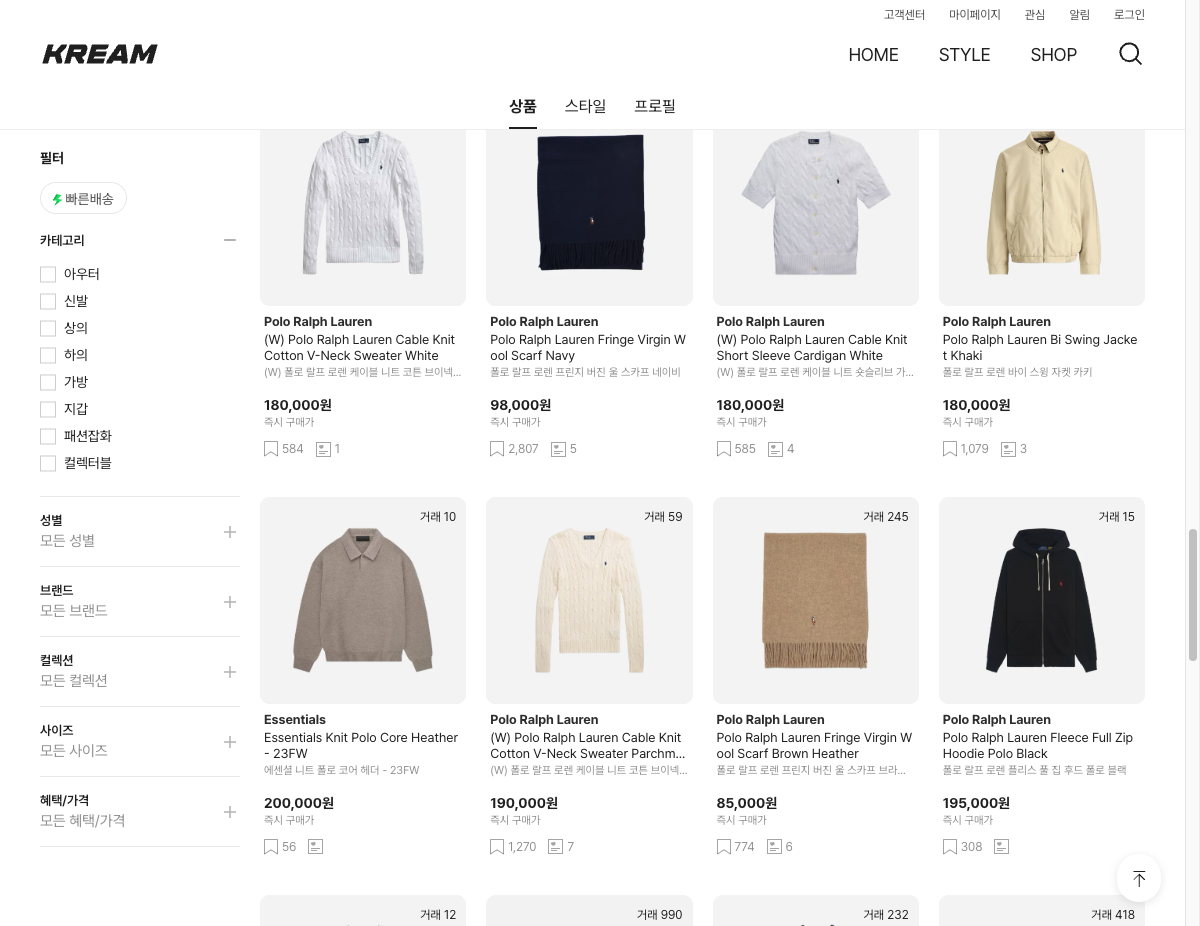 고객센터 마이페이지 관심 알림 로그인
KREAM
HOME STYLE SHOP
상품 스타일 프로필
필터
빠른배송
카테고리
아우터
신발
상의
하의
가방
지갑
패션잡화
컬렉터블
성별
모든 성별
브랜드
모든 브랜드
컬렉션
모든 컬렉션
사이즈
모든 사이즈
혜택/가격
모든 혜택/가격
Polo Ralph Lauren
(W) Polo Ralph Lauren Cable Knit
Cotton V-Neck Sweater White
(W) 폴로 랄프 로렌 케이블 니트 코튼 브이넥...
180,000원
즉시 구매가
584 1
Polo Ralph Lauren
Polo Ralph Lauren Fringe Virgin W
ool Scarf Navy
폴로 랄프 로렌 프린지 버진 울 스카프 네이비
98,000원
즉시 구매가
2,807 5
Polo Ralph Lauren
(W) Polo Ralph Lauren Cable Knit
Short Sleeve Cardigan White
(W) 폴로 랄프 로렌 케이블 니트 숏슬리브 가...
180,000원
즉시 구매가
585 4
Polo Ralph Lauren
Polo Ralph Lauren Bi Swing Jacke
t Khaki
폴로 랄프 로렌 바이 스윙 자켓 카키
180,000원
즉시 구매가
1,079 3
거래 10
Essentials
Essentials Knit Polo Core Heather
- 23FW
에센셜 니트 폴로 코어 헤더 - 23FW
200,000원
즉시 구매가
56
거래 59
Polo Ralph Lauren
(W) Polo Ralph Lauren Cable Knit
Cotton V-Neck Sweater Parchm...
(W) 폴로 랄프 로렌 케이블 니트 코튼 브이넥...
190,000원
즉시 구매가
1,270 7
거래 245
Polo Ralph Lauren
Polo Ralph Lauren Fringe Virgin W
ool Scarf Brown Heather
폴로 랄프 로렌 프린지 버진 울 스카프 브라...
85,000원
즉시 구매가
774 6
거래 15
Polo Ralph Lauren
Polo Ralph Lauren Fleece Full Zip
Hoodie Polo Black
폴로 랄프 로렌 플리스 풀 집 후드 폴로 블랙
195,000원
즉시 구매가
308
거래 12
거래 990
거래 232
거래 418